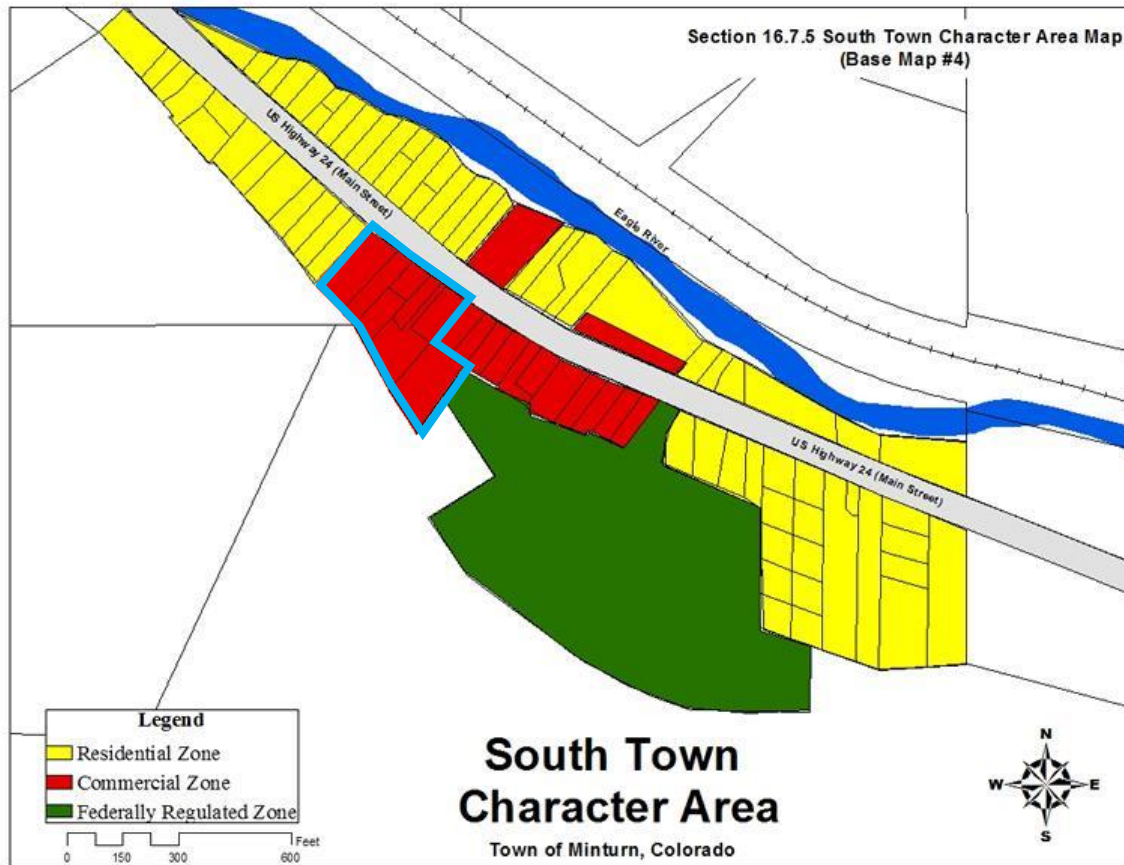 Section 16.7.5 South Town Character Area Map
(Base Map #4)
US Highway 24 (Main Street)
Eagle River
US Highway 24 (Main Street)
Legend
Residential Zone
Commercial Zone
Federally Regulated Zone
Feet
0 150 300 600
South Town
Character Area
Town of Minturn, Colorado
N
W E
S